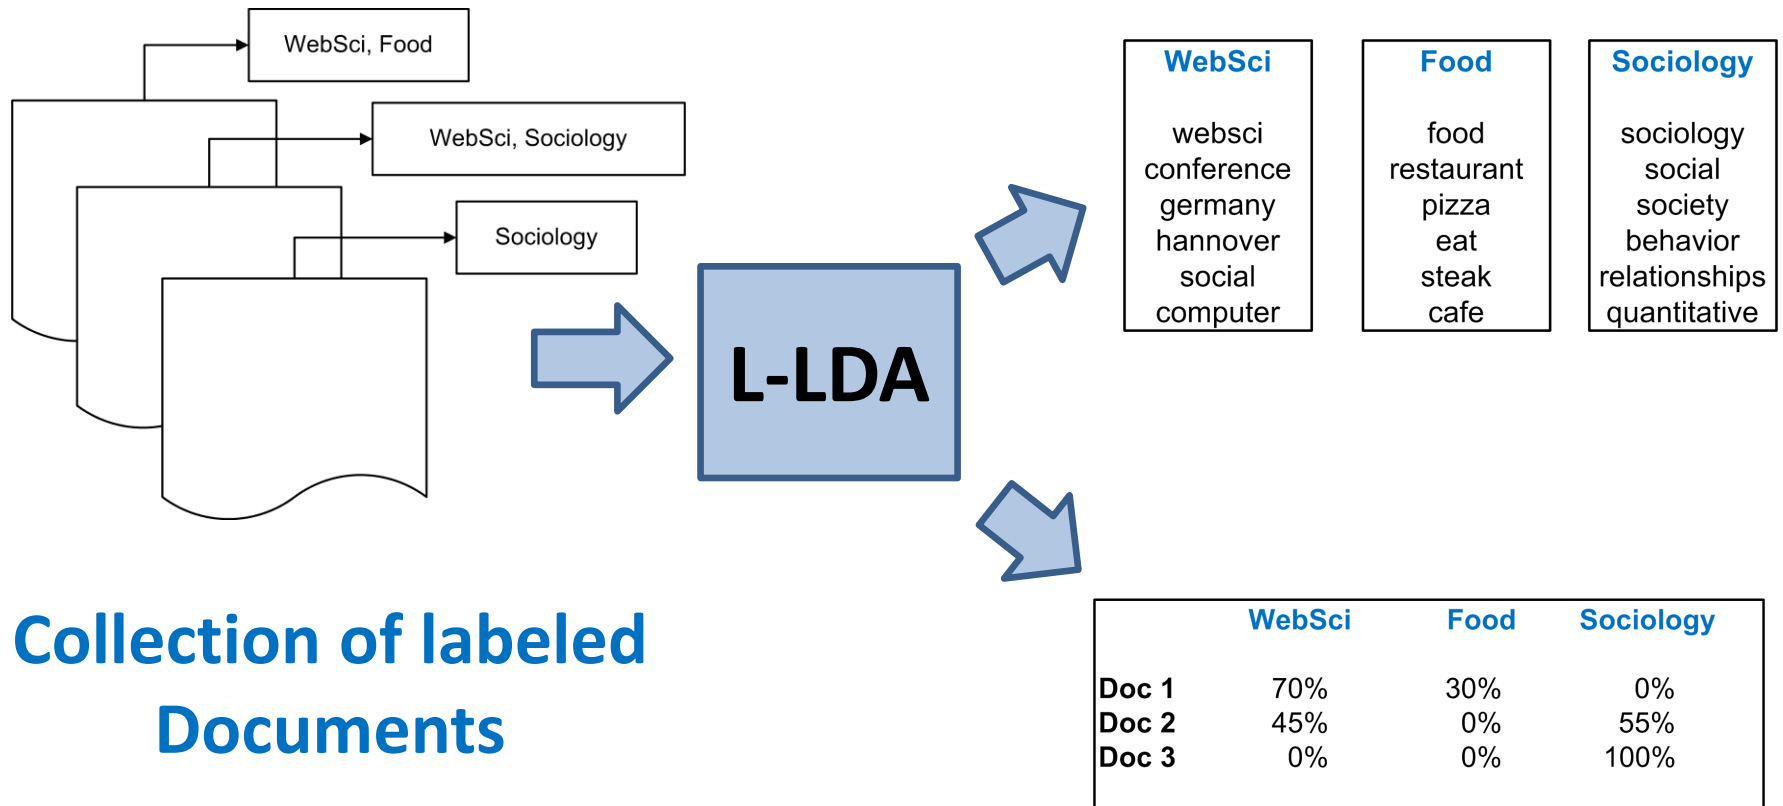 WebSci, Food
WebSci, Sociology
Sociology
Collection of labeled
Documents
L-LDA
WebSci
websci
conference
germany
hannover
social
computer
Food
food
restaurant
pizza
eat
steak
cafe
Sociology
sociology
social
society
behavior
relationships
quantitative
WebSci Food Sociology
Doc 1 70% 30% 0%
Doc 2 45% 0% 55%
Doc 3 0% 0% 100%